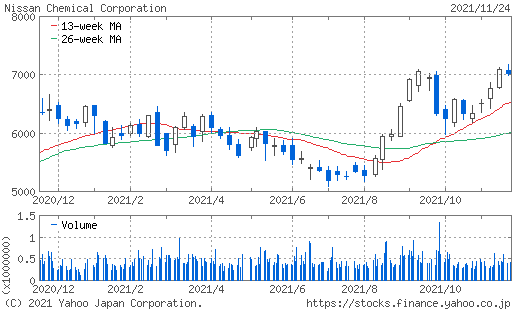 Nissan Chemical Corporation 2021/11/24
8000
13-week MA
26-week MA
7000
6000
5000
2020/12 2021/2 2021/4 2021/6 2021/8 2021/10
1.5
Volume
1
0.5
0
(x1000000)
2020/12 2021/2 2021/4 2021/6 2021/8 2021/10
(C) 2021 Yahoo Japan Corporation. https://stocks.finance.yahoo.co.jp/